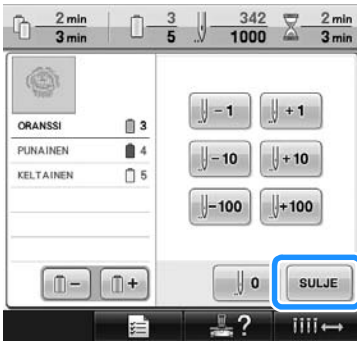 2 min 3 342 2 min
3 min 5 1000 3 min
ORANSSI 3
PUNAINEN 4
KELTAINEN 5
-1 +1
-10 +10
-100 +100
- + 0 SULJE
?